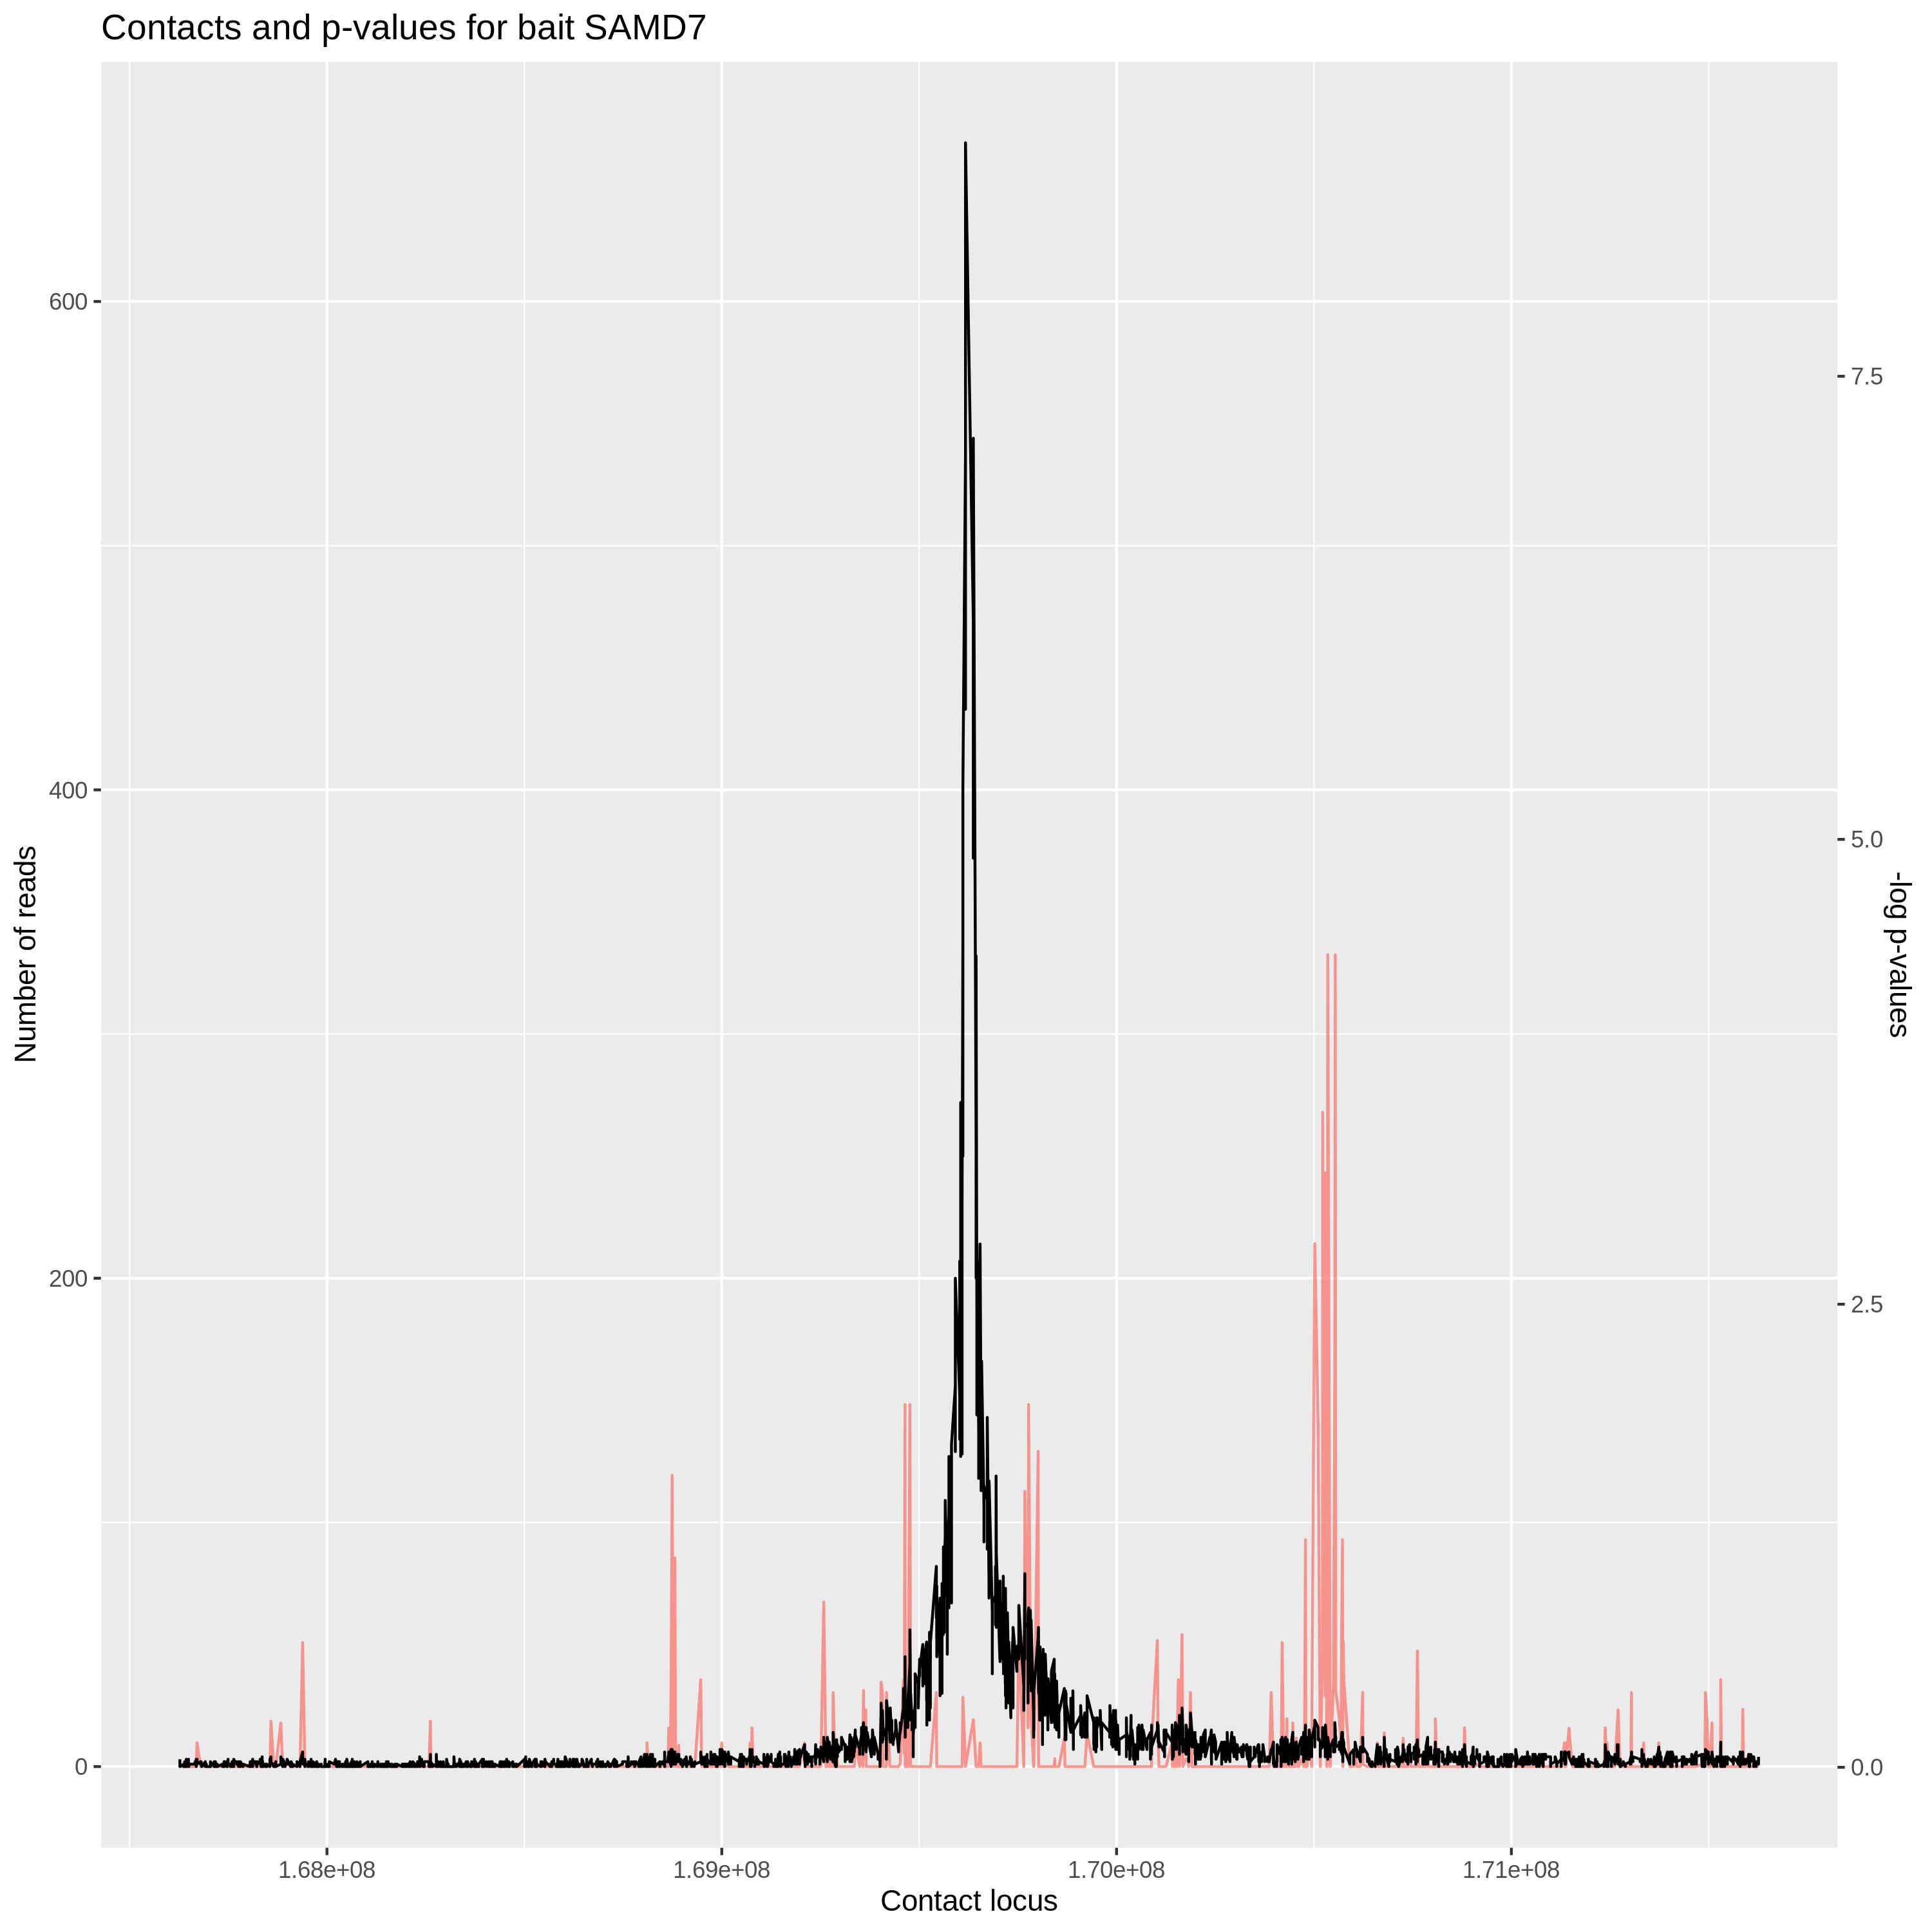 Contacts and p-values for bait SAMD7
Number of reads
600
400
200
0
7.5
5.0
2.5
0.0
-log p-values
1.68e+08
1.69e+08
1.70e+08
1.71e+08
Contact locus